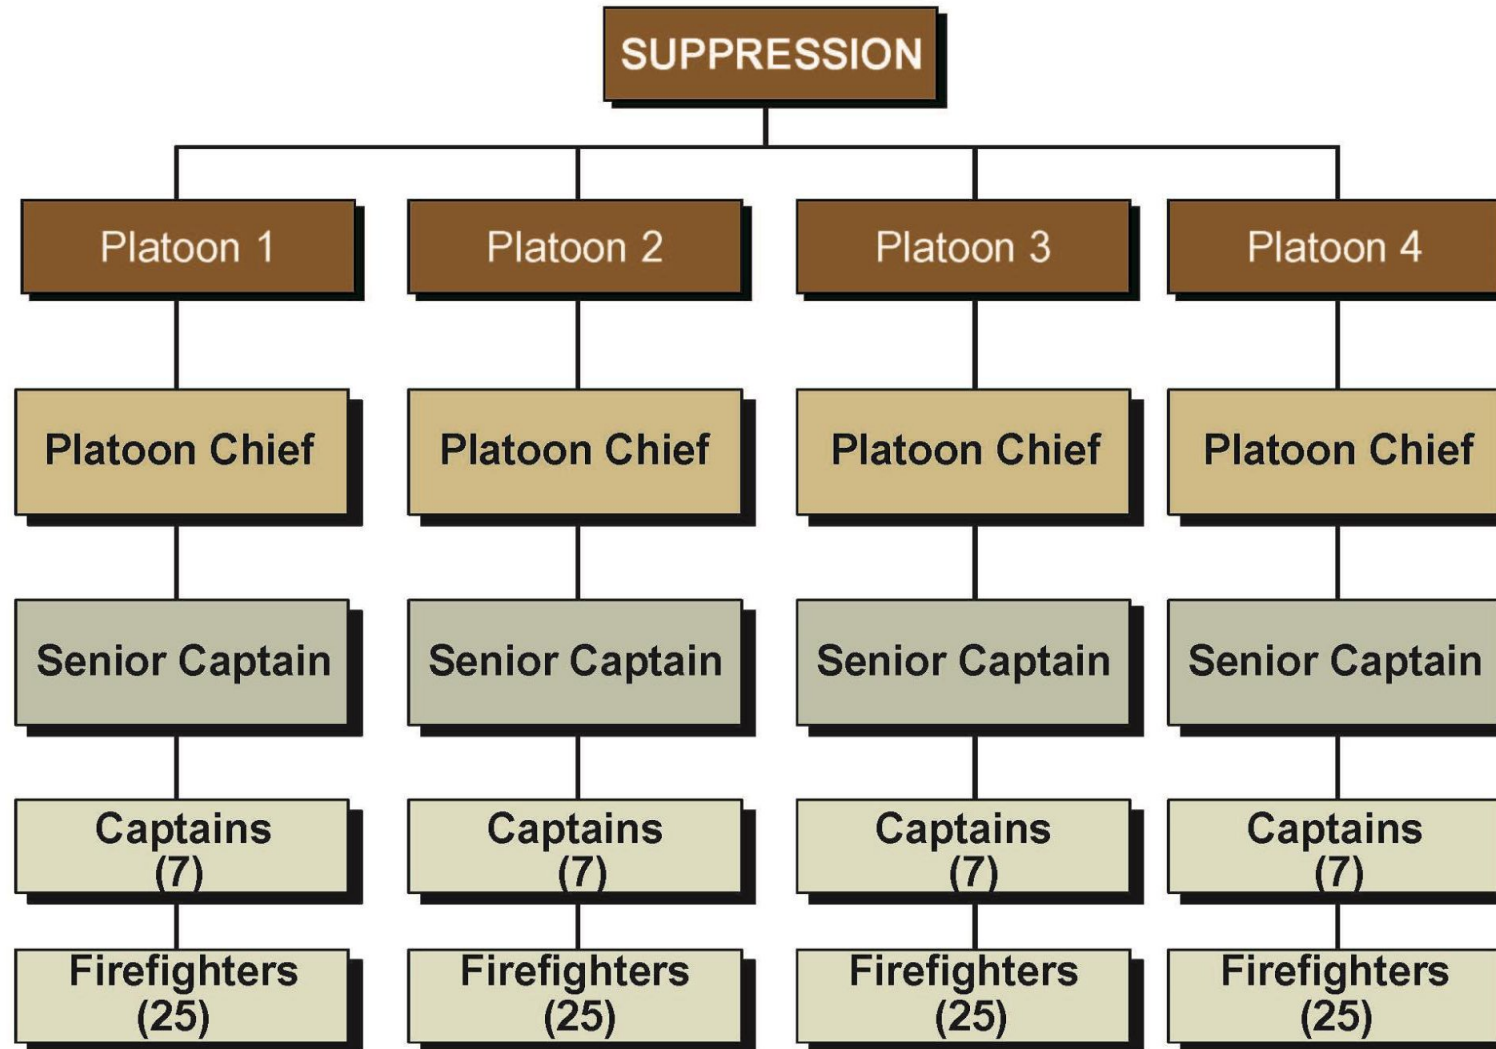 SUPPRESSION
Platoon 1
Platoon 2
Platoon 3
Platoon 4
Platoon Chief
Platoon Chief
Platoon Chief
Platoon Chief
Senior Captain
Senior Captain
Senior Captain
Senior Captain
Captains
(7)
Captains
(7)
Captains
(7)
Captains
(7)
Firefighters
(25)
Firefighters
(25)
Firefighters
(25)
Firefighters
(25)